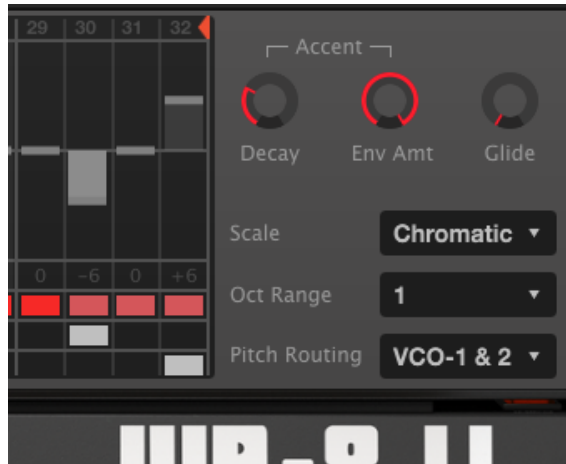 29 30 31 32
Accent
Decay Env Amt Glide
Scale Chromatic
0 -6 0 +6
Oct Range 1
Pitch Routing VCO-1 & 2